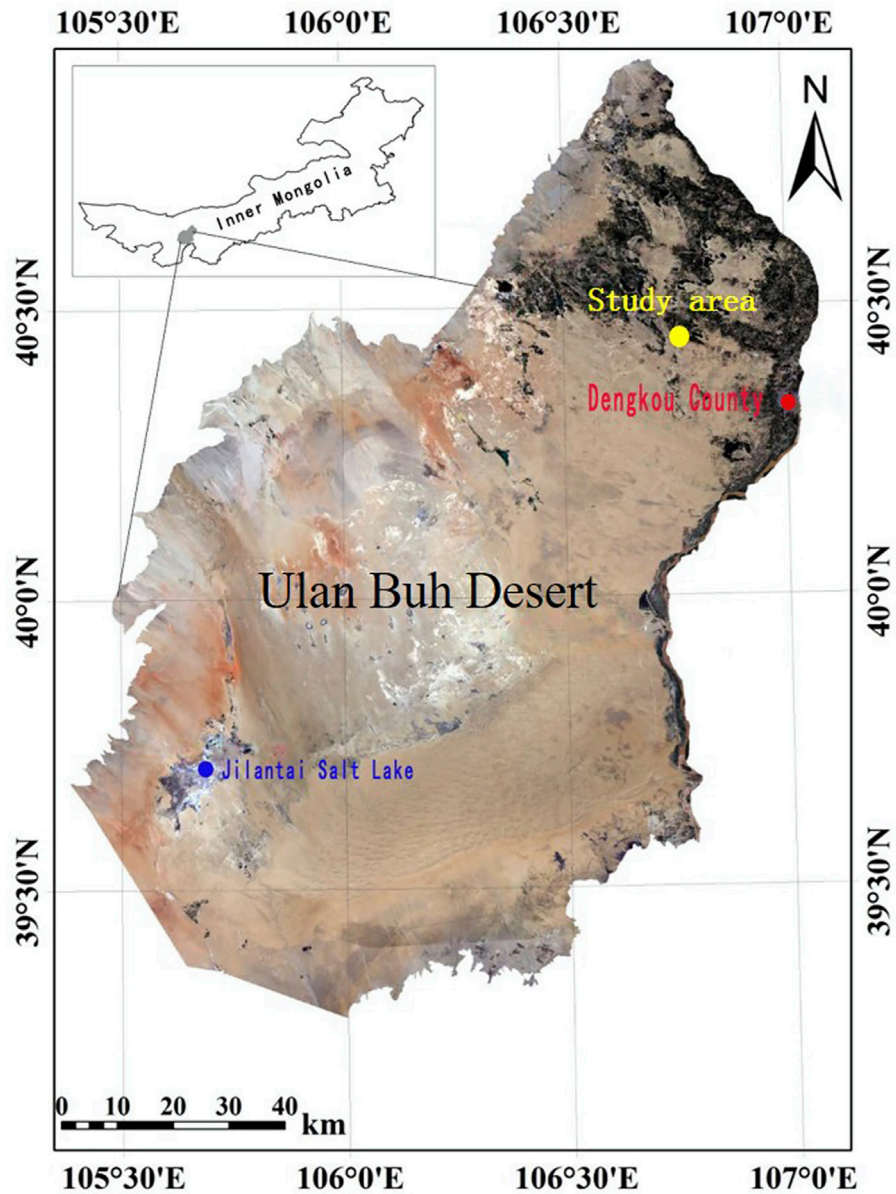 105°30'E 106°0'E 106°30'E 107°0'E
N
Inner Mongolia
40°30'N
40°30'N
Study area
Dengkou County
Ulan Buh Desert
40°0'N
40°0'N
Jilantai Salt Lake
39°30'N
39°30'N
0 10 20 30 40
km
105°30'E 106°0'E 106°30'E 107°0'E